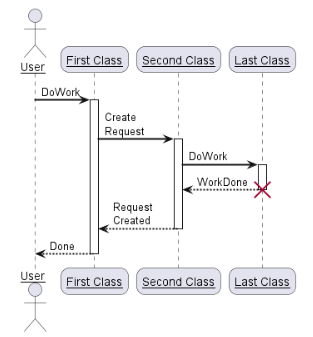 User
First Class
Second Class
Last Class
DoWork
Create
Request
DoWork
WorkDone
Request
Created
Done
User
First Class
Second Class
Last Class